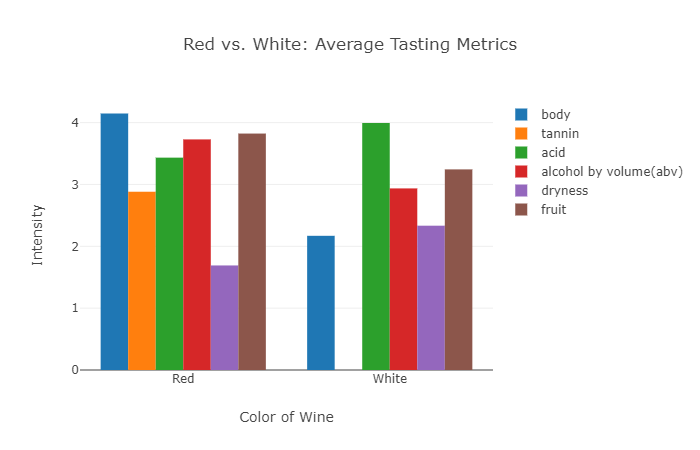 Red vs. White: Average Tasting Metrics
body
tannin
acid
alcohol by volume(abv)
dryness
fruit
Intensity
4
3
2
1
0
Red
White
Color of Wine